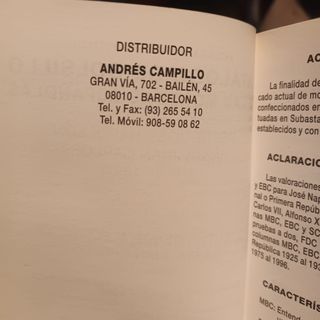 DISTRIBUIDOR
ANDRÉS CAMPILLO
GRAN VÍA, 702 - BAILÉN, 45
08010 - BARCELONA
Tel. y Fax: (93) 265 54 10
Tel. Móvil: 908-59 08 62
La finalidad de
cado actual de mo
confeccionados en
tuadas en Subasta
establecidos y con
ACLARACIO
Las valoraciones
y EBC para José Nap
nal o Primera Repúbl
Carlos VII, Alfonso X
nas MBC, EBC y SC
pruebas a dos, FDC
columnas MBC, EBC
República 1925 al 193
1975 al 1996.
CARACTERÍS
MBC: Entend